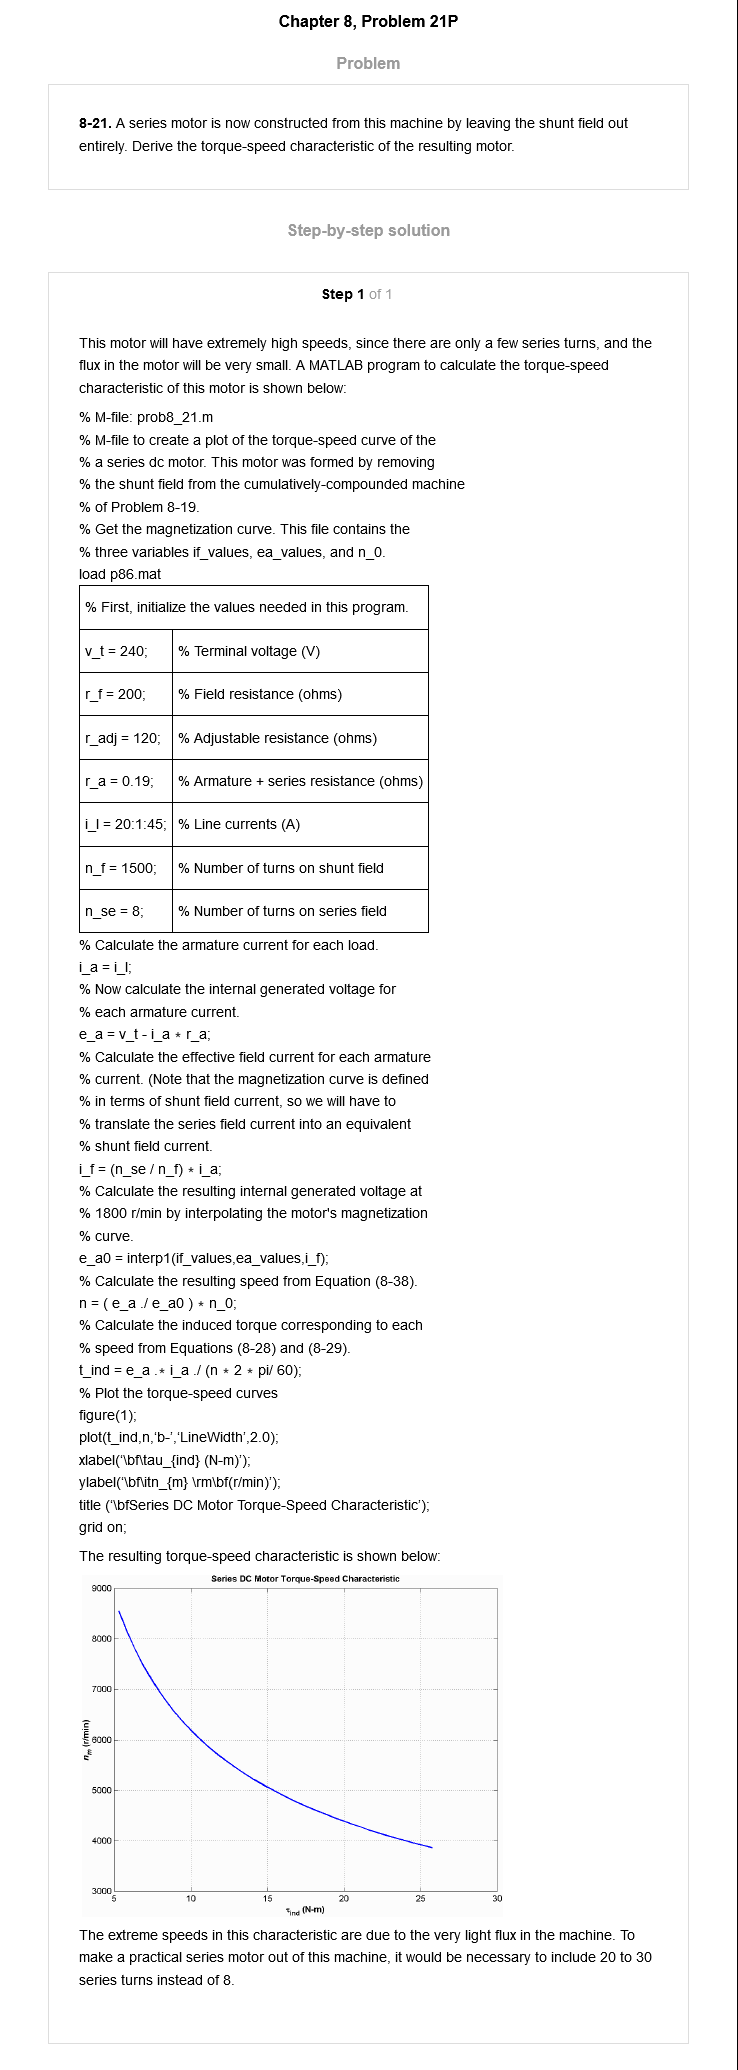 Chapter 8, Problem 21P
Problem
8-21. A series motor is now constructed from this machine by leaving the shunt field out
entirely. Derive the torque-speed characteristic of the resulting motor.
Step-by-step solution
Step 1 of 1
This motor will have extremely high speeds, since there are only a few series turns, and the
flux in the motor will be very small. A MATLAB program to calculate the torque-speed
characteristic of this motor is shown below:
% M-file: prob8_21.m
% M-file to create a plot of the torque-speed curve of the
% a series dc motor. This motor was formed by removing
% the shunt field from the cumulatively-compounded machine
% of Problem 8-19.
% Get the magnetization curve. This file contains the
% three variables if_values, ea_values, and n_0.
load p86.mat
% First, initialize the values needed in this program.
v_t = 240; % Terminal voltage (V)
r_f = 200; % Field resistance (ohms)
r_adj = 120; % Adjustable resistance (ohms)
r_a = 0.19; % Armature + series resistance (ohms)
i_l = 20:1:45; % Line currents (A)
n_f = 1500; % Number of turns on shunt field
n_se = 8; % Number of turns on series field
% Calculate the armature current for each load.
i_a = i_l;
% Now calculate the internal generated voltage for
% each armature current.
e_a = v_t - i_a * r_a;
% Calculate the effective field current for each armature
% current. (Note that the magnetization curve is defined
% in terms of shunt field current, so we will have to
% translate the series field current into an equivalent
% shunt field current.
i_f = (n_se / n_f) * i_a;
% Calculate the resulting internal generated voltage at
% 1800 r/min by interpolating the motor's magnetization
% curve.
e_a0 = interp1(if_values,ea_values,i_f);
% Calculate the resulting speed from Equation (8-38).
n = ( e_a ./ e_a0 ) * n_0;
% Calculate the induced torque corresponding to each
% speed from Equations (8-28) and (8-29).
t_ind = e_a .* i_a ./ (n * 2 * pi/ 60);
% Plot the torque-speed curves
figure(1);
plot(t_ind,n,'b-','LineWidth',2.0);
xlabel('\bf\tau_{ind} (N-m)');
ylabel('\bf\itn_{m} \rm\bf(r/min)');
title ('\bfSeries DC Motor Torque-Speed Characteristic');
grid on;
The resulting torque-speed characteristic is shown below:
Series DC Motor Torque-Speed Characteristic
9000
8000
7000
6000
5000
4000
3000
n_m (r/min)
5 10 15 20 25 30
τ_ind (N-m)
The extreme speeds in this characteristic are due to the very light flux in the machine. To
make a practical series motor out of this machine, it would be necessary to include 20 to 30
series turns instead of 8.